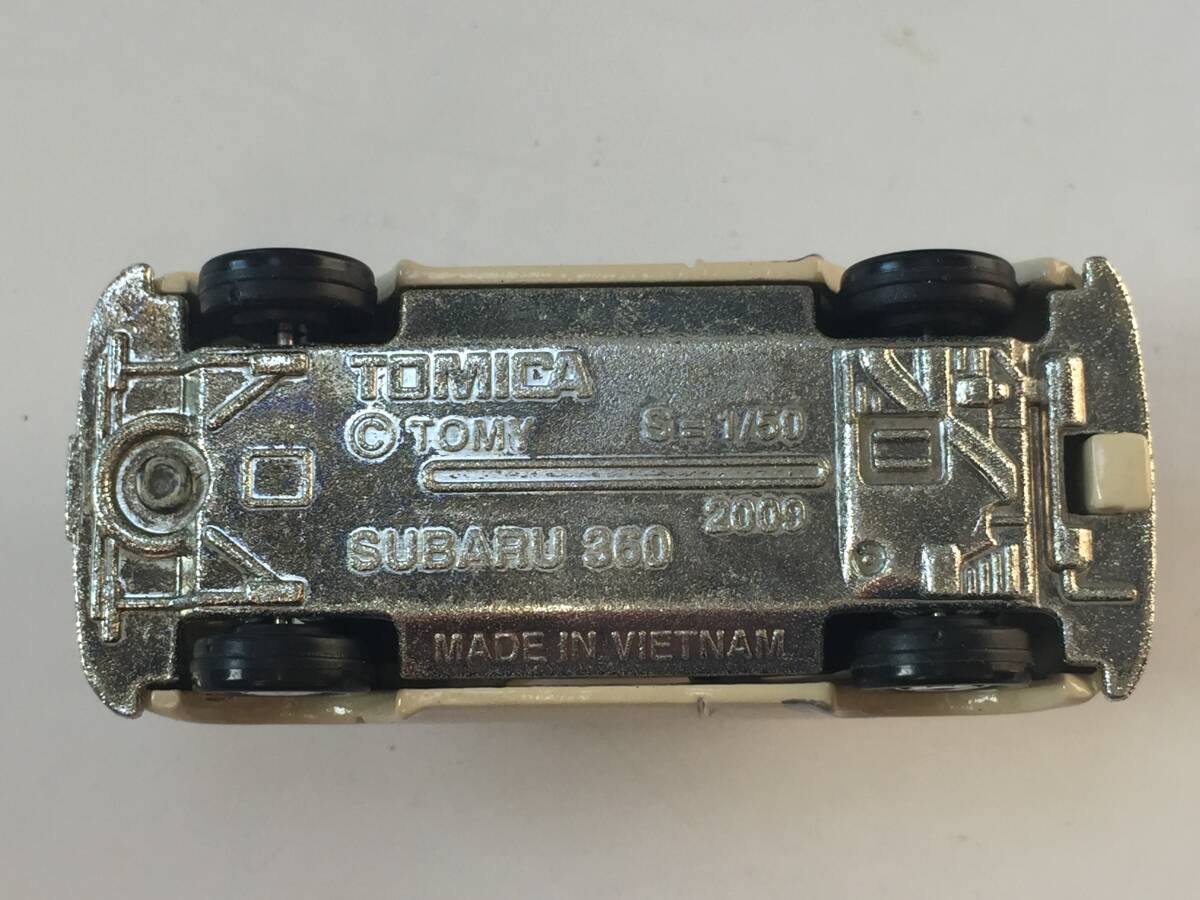 TOMICA
© TOMY S=1/50
2009
SUBARU 360
MADE IN VIETNAM